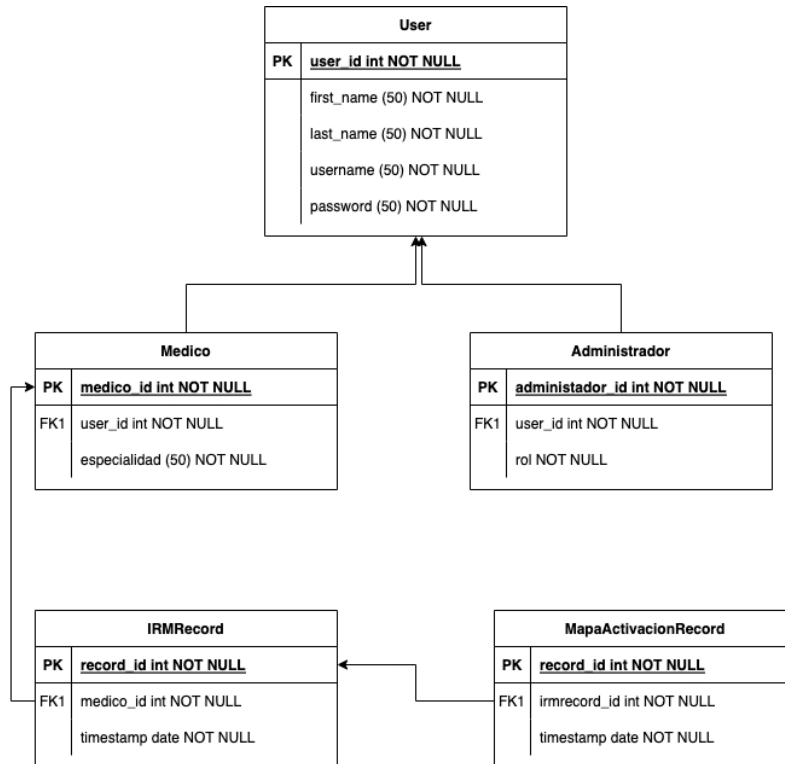 User
PK user_id int NOT NULL
first_name (50) NOT NULL
last_name (50) NOT NULL
username (50) NOT NULL
password (50) NOT NULL
Medico
PK medico_id int NOT NULL
FK1 user_id int NOT NULL
especialidad (50) NOT NULL
Administrador
PK administador_id int NOT NULL
FK1 user_id int NOT NULL
rol NOT NULL
IRMRecord
PK record_id int NOT NULL
FK1 medico_id int NOT NULL
timestamp date NOT NULL
MapaActivacionRecord
PK record_id int NOT NULL
FK1 irmrecord_id int NOT NULL
timestamp date NOT NULL